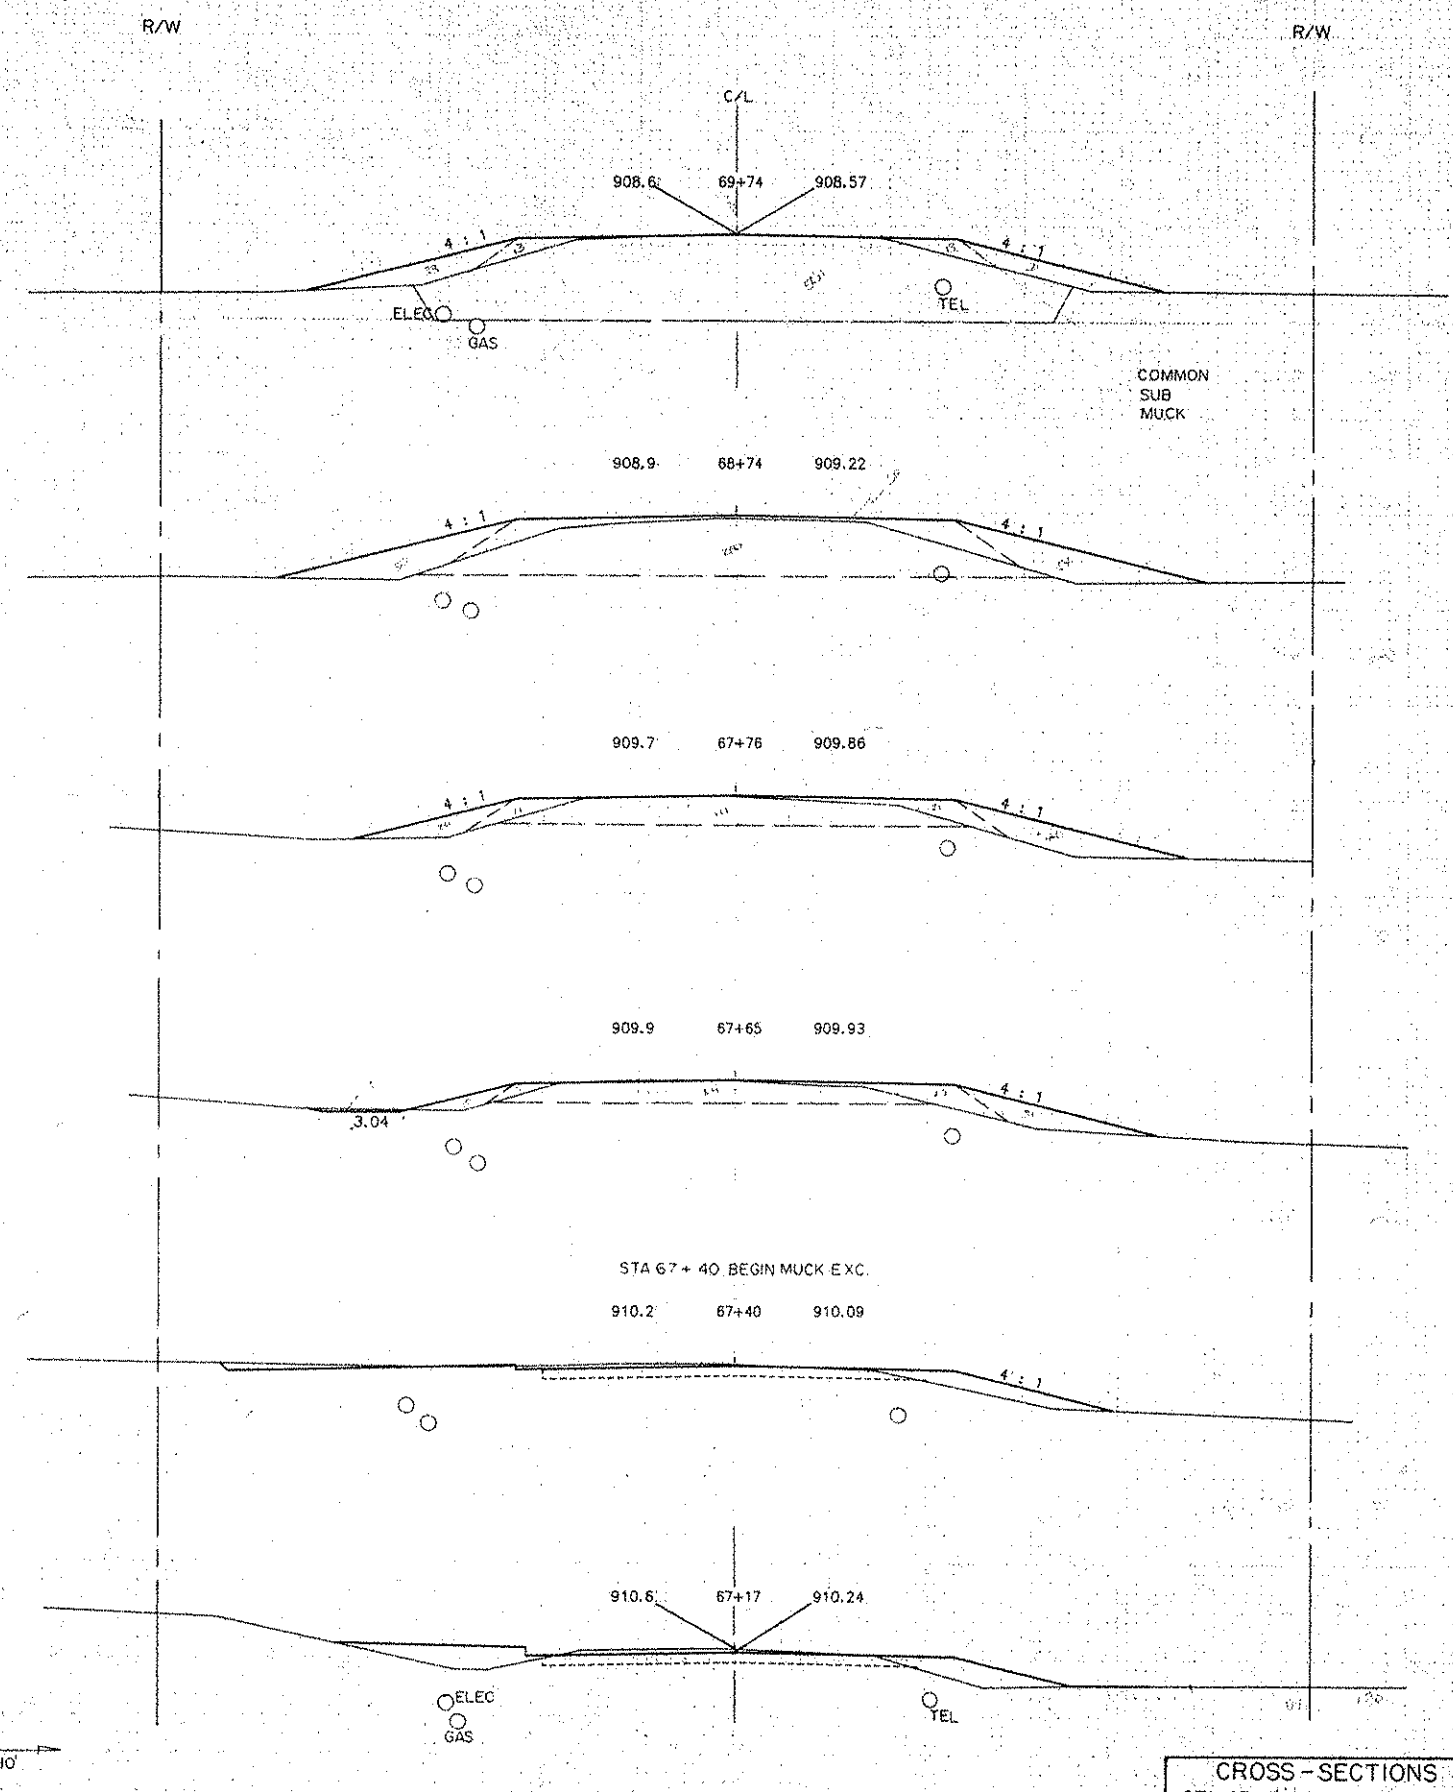 R/W
R/W
C/L
908.6 69+74 908.57
4 : 1
4 : 1
ELEC
TEL
GAS
COMMON
SUB
MUCK
908.9 68+74 909.22
4 : 1
4 : 1
909.7 67+76 909.86
4 : 1
4 : 1
909.9 67+65 909.93
4 : 1
3.04
STA 67 + 40 BEGIN MUCK EXC.
910.2 67+40 910.09
4 : 1
910.6 67+17 910.24
ELEC
TEL
GAS
10'
CROSS-SECTIONS